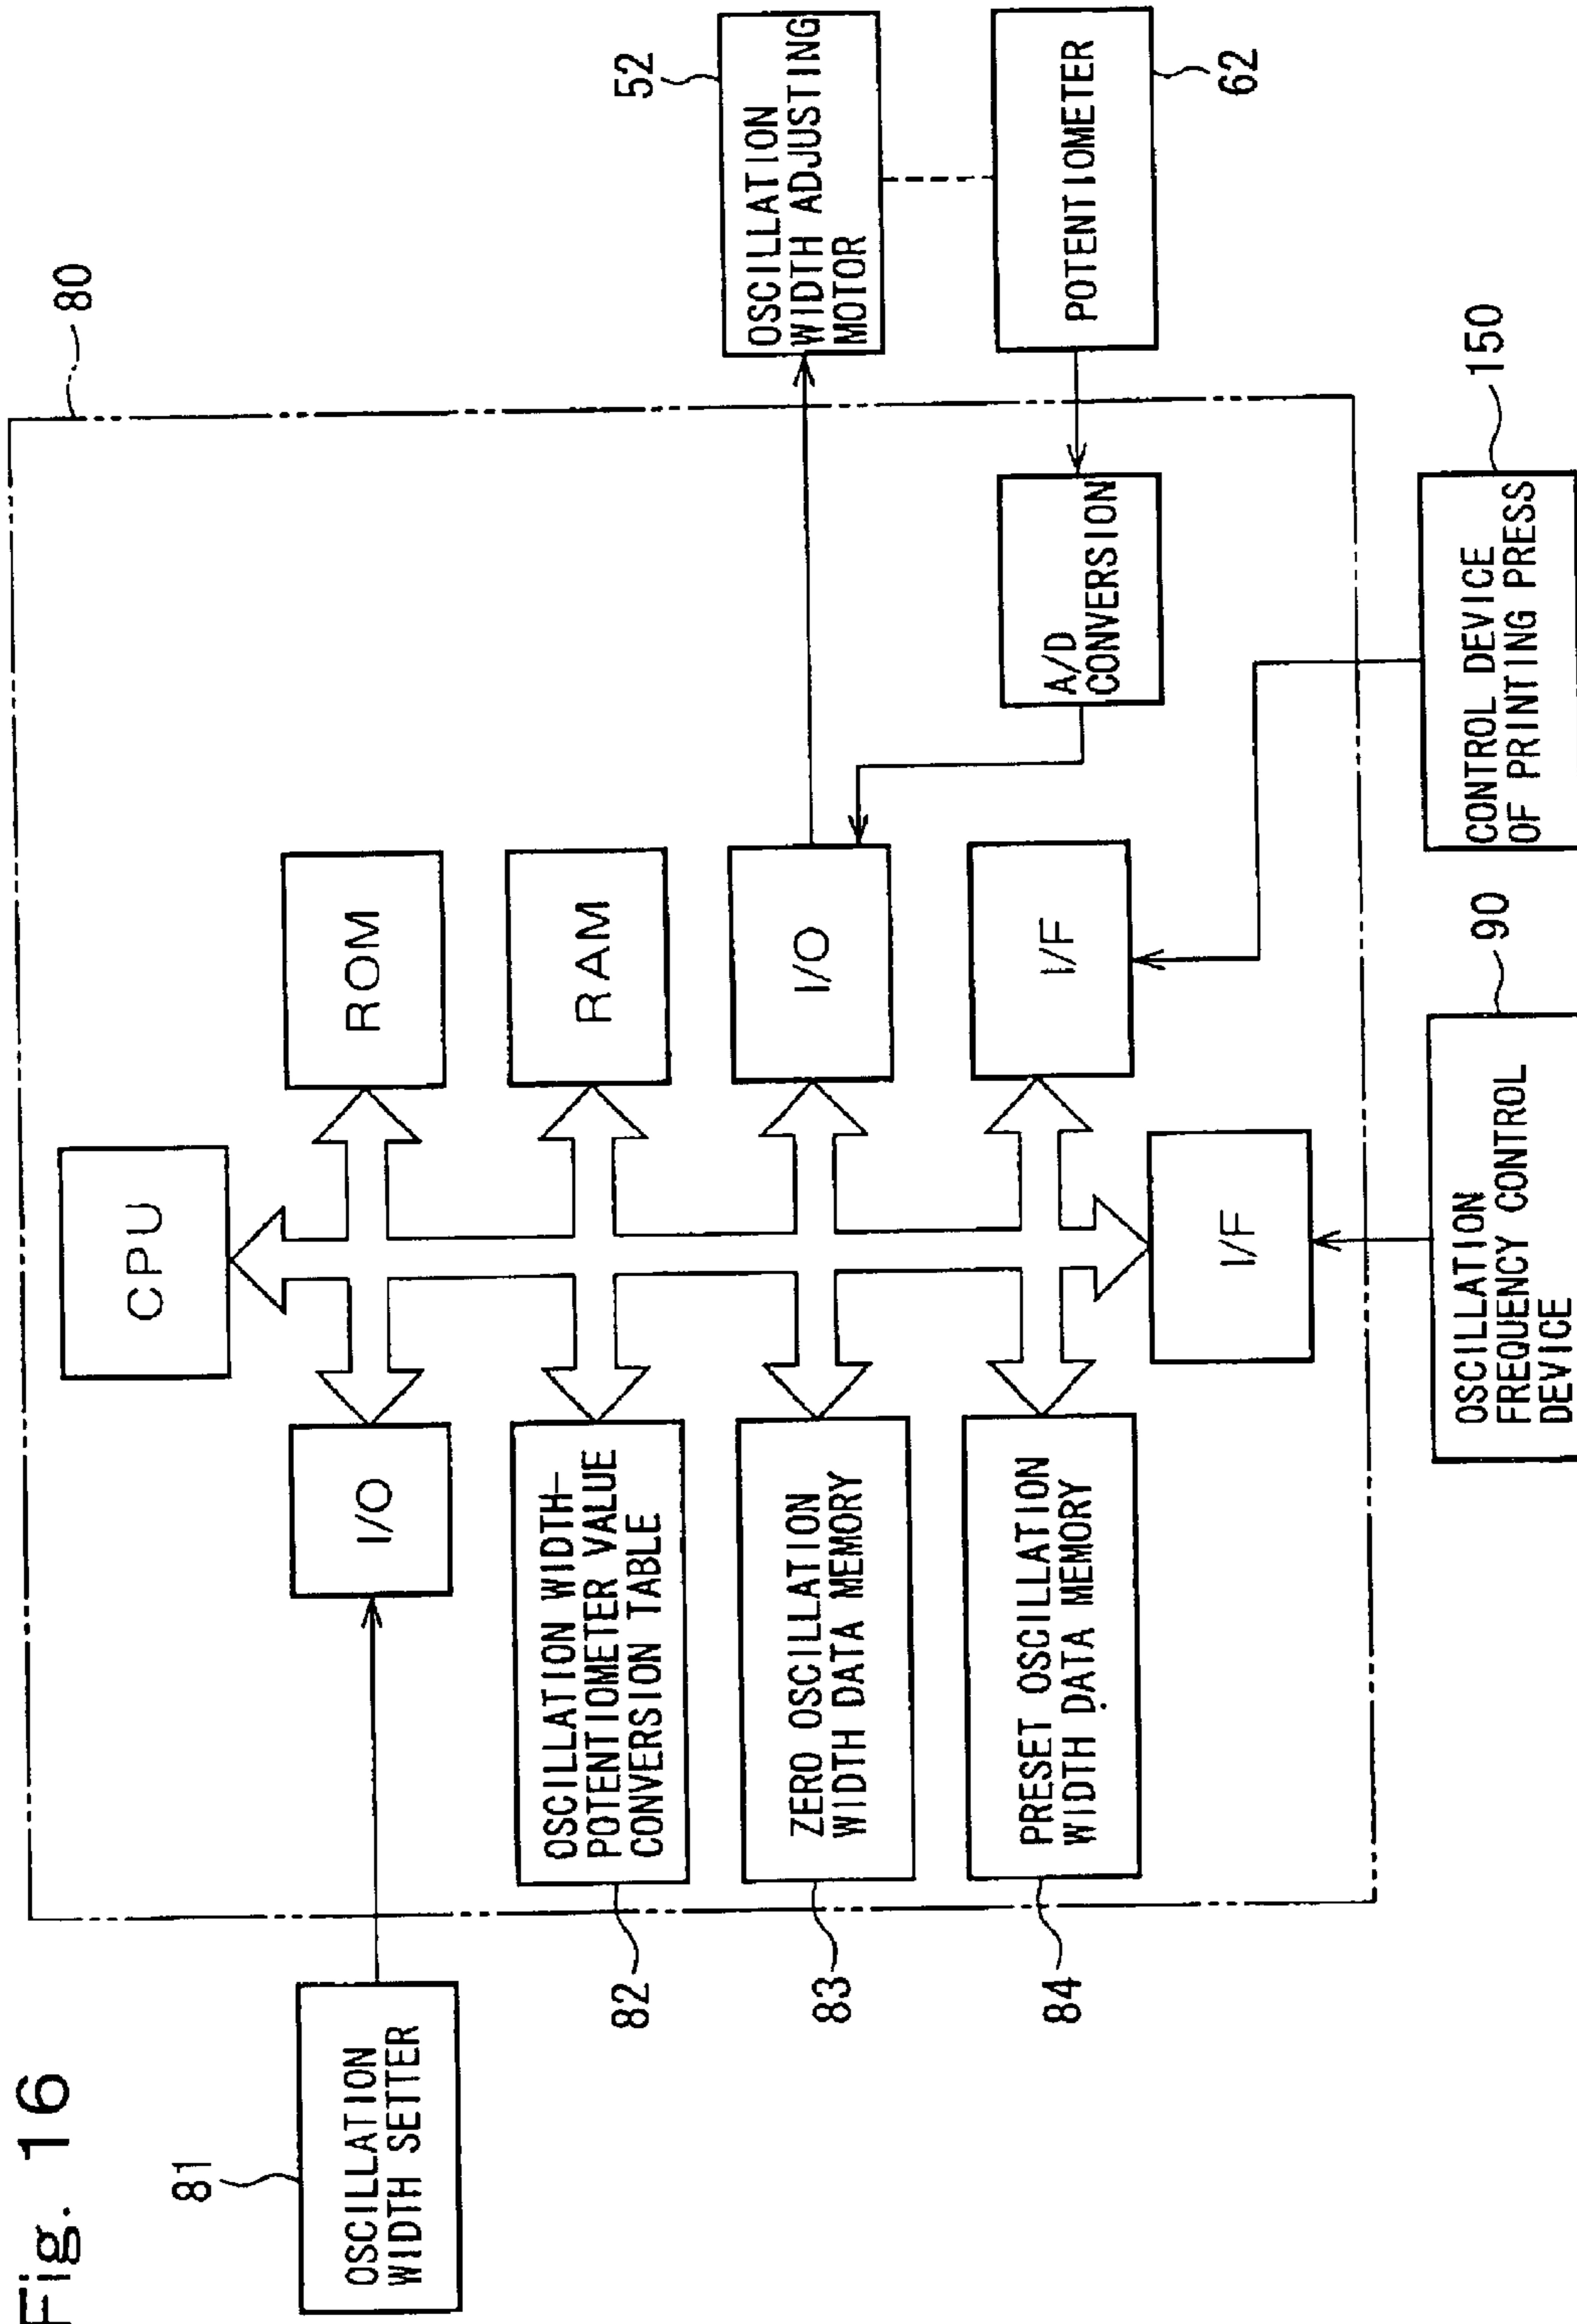 Fig. 16
80
CPU
81
OSCILLATION
WIDTH SETTER
I/O
ROM
82
OSCILLATION WIDTH-
POTENTIOMETER VALUE
CONVERSION TABLE
RAM
83
ZERO OSCILLATION
WIDTH DATA MEMORY
I/O
52
OSCILLATION
WIDTH ADJUSTING
MOTOR
84
PRESET OSCILLATION
WIDTH DATA MEMORY
I/F
A/D
CONVERSION
POTENTIOMETER
62
I/F
90
OSCILLATION
FREQUENCY CONTROL
DEVICE
150
CONTROL DEVICE
OF PRINTING PRESS